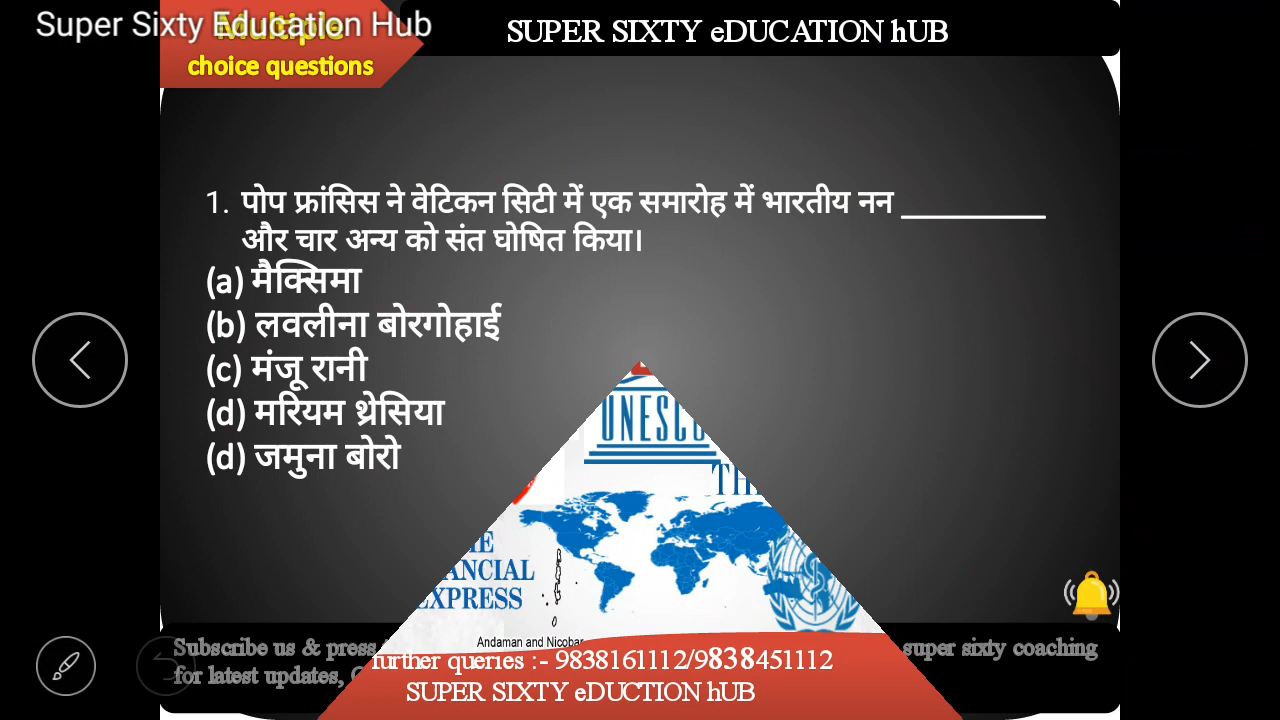 Super Sixty Education Hub
Multiple
choice questions
SUPER SIXTY eDUCATION hUB
1. पोप फ्रांसिस ने वेटिकन सिटी में एक समारोह में भारतीय नन __________
और चार अन्य को संत घोषित किया।
(a) मैक्सिमा
(b) लवलीना बोरगोहाई
(c) मंजू रानी
(d) मरियम थ्रेसिया
(d) जमुना बोरो
UNESCO
Andaman and Nicobar
EXPRESS
Subscribe us & press
super sixty coaching
for latest updates,
further queries :- 9838161112/9838451112
SUPER SIXTY eDUCTION hUB